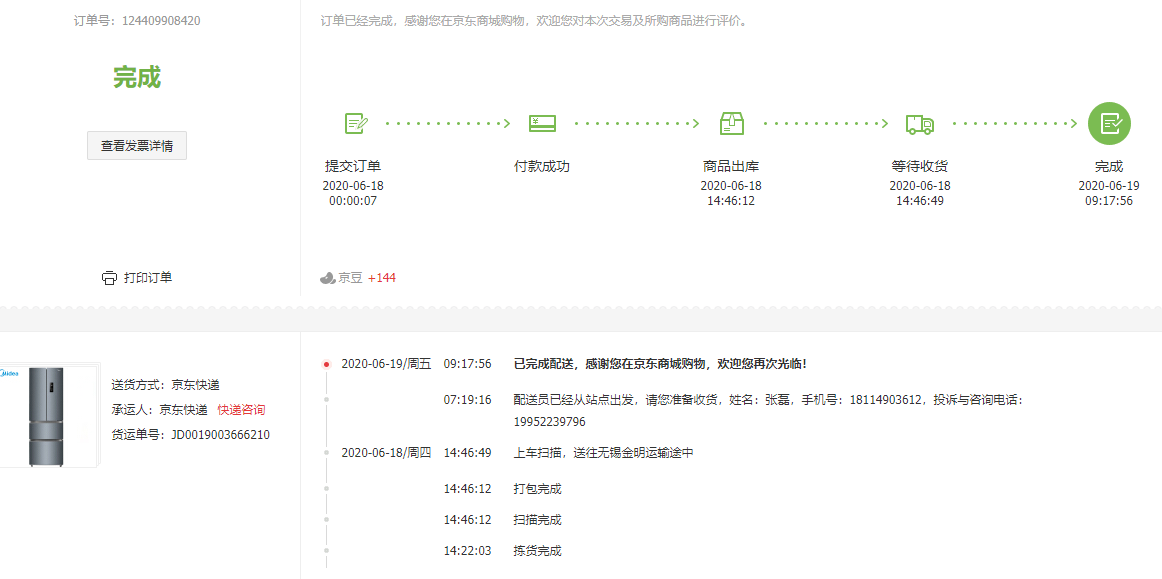 订单号：124409908420
完成
查看发票详情
打印订单
订单已经完成，感谢您在京东商城购物，欢迎您对本次交易及所购商品进行评价。
提交订单
2020-06-18
00:00:07
付款成功
商品出库
2020-06-18
14:46:12
等待收货
2020-06-18
14:46:49
完成
2020-06-19
09:17:56
京豆 +144
Midea
送货方式：京东快递
承运人：京东快递 快递咨询
货运单号：JD0019003666210
2020-06-19/周五 09:17:56 已完成配送，感谢您在京东商城购物，欢迎您再次光临！
07:19:16 配送员已经从站点出发，请您准备收货，姓名：张磊，手机号：18114903612，投诉与咨询电话：
19952239796
2020-06-18/周四 14:46:49 上车扫描，送往无锡金明运输途中
14:46:12 打包完成
14:46:12 扫描完成
14:22:03 拣货完成